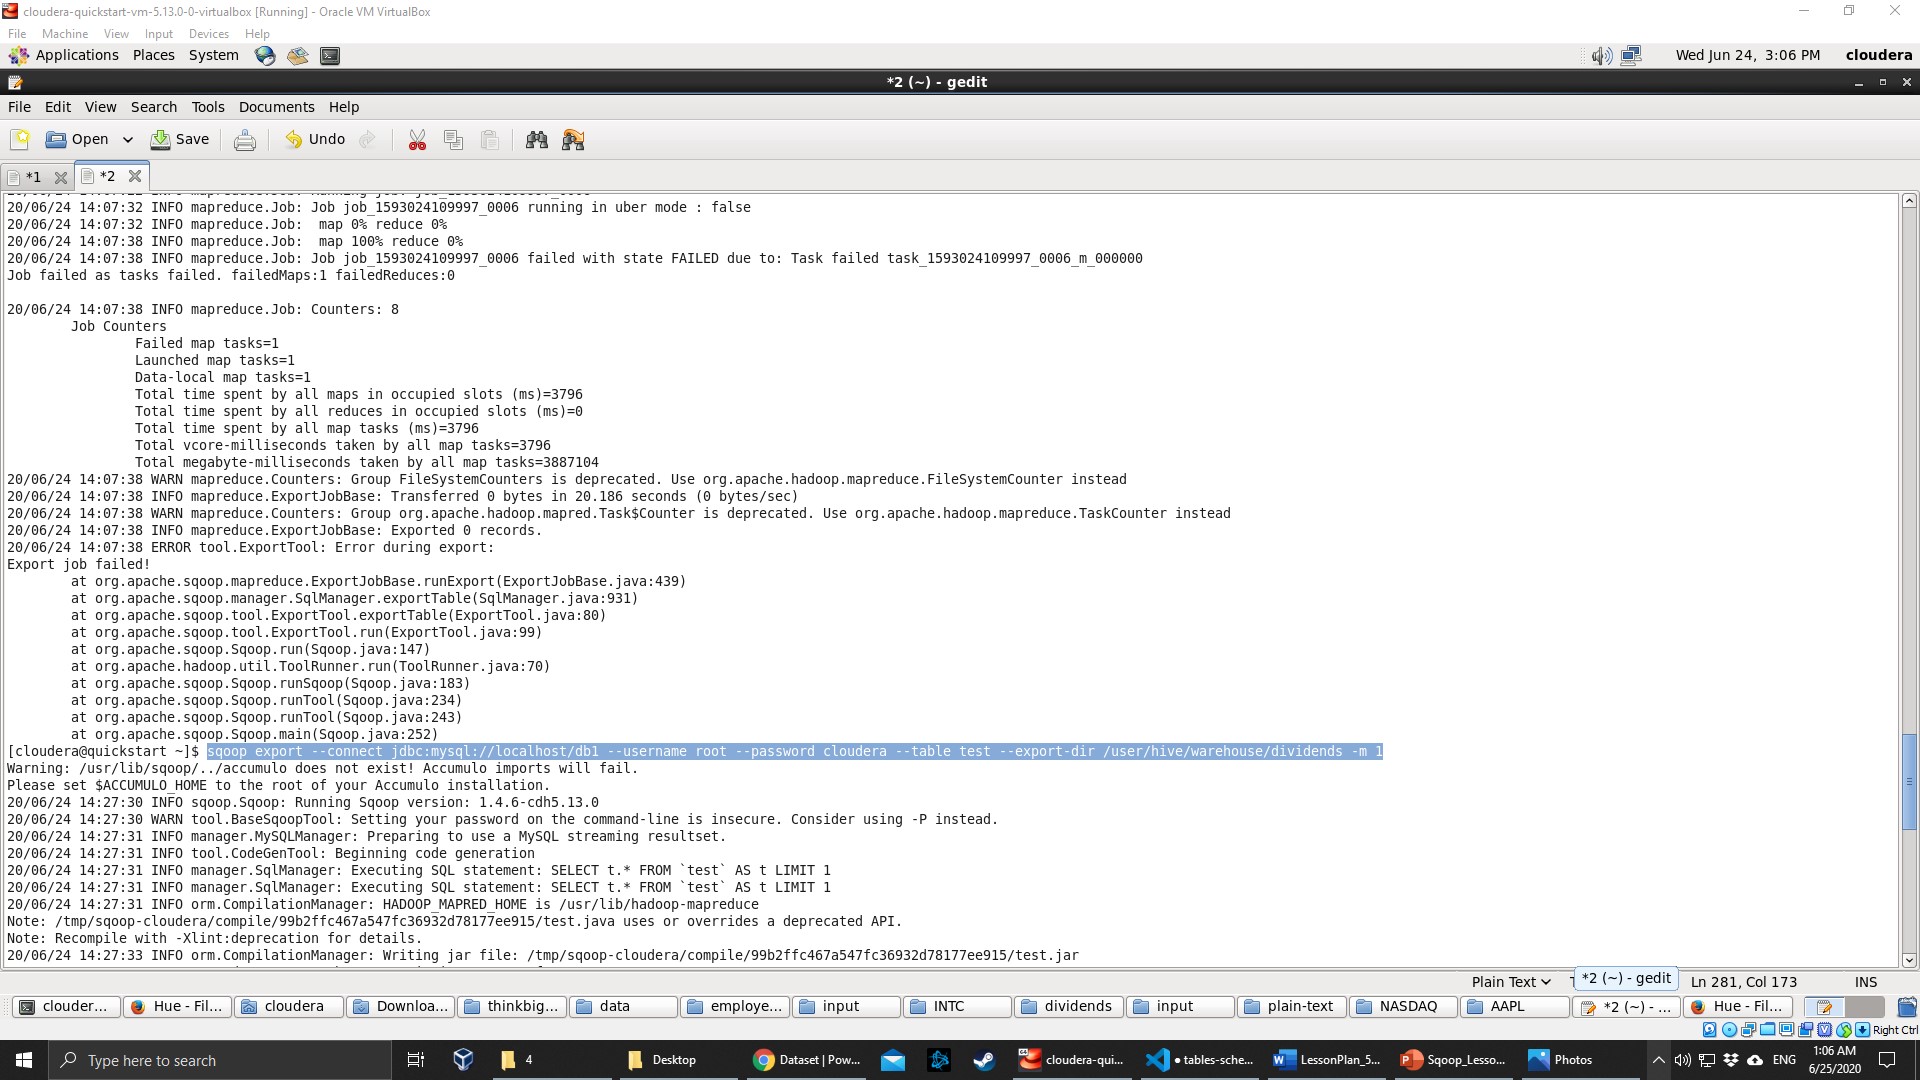 cloudera-quickstart-vm-5.13.0-0-virtualbox [Running] - Oracle VM VirtualBox
File Machine View Input Devices Help
Applications Places System Wed Jun 24, 3:06 PM cloudera
*2 (~) - gedit
File Edit View Search Tools Documents Help
Open Save Undo
*1 *2
20/06/24 14:07:32 INFO mapreduce.Job: Job job_1593024109997_0006 running in uber mode : false
20/06/24 14:07:32 INFO mapreduce.Job:  map 0% reduce 0%
20/06/24 14:07:38 INFO mapreduce.Job:  map 100% reduce 0%
20/06/24 14:07:38 INFO mapreduce.Job: Job job_1593024109997_0006 failed with state FAILED due to: Task failed task_1593024109997_0006_m_000000
Job failed as tasks failed. failedMaps:1 failedReduces:0
20/06/24 14:07:38 INFO mapreduce.Job: Counters: 8
Job Counters
Failed map tasks=1
Launched map tasks=1
Data-local map tasks=1
Total time spent by all maps in occupied slots (ms)=3796
Total time spent by all reduces in occupied slots (ms)=0
Total time spent by all map tasks (ms)=3796
Total vcore-milliseconds taken by all map tasks=3796
Total megabyte-milliseconds taken by all map tasks=3887104
20/06/24 14:07:38 WARN mapreduce.Counters: Group FileSystemCounters is deprecated. Use org.apache.hadoop.mapreduce.FileSystemCounter instead
20/06/24 14:07:38 INFO mapreduce.ExportJobBase: Transferred 0 bytes in 20.186 seconds (0 bytes/sec)
20/06/24 14:07:38 WARN mapreduce.Counters: Group org.apache.hadoop.mapred.Task$Counter is deprecated. Use org.apache.hadoop.mapreduce.TaskCounter instead
20/06/24 14:07:38 INFO mapreduce.ExportJobBase: Exported 0 records.
20/06/24 14:07:38 ERROR tool.ExportTool: Error during export:
Export job failed!
at org.apache.sqoop.mapreduce.ExportJobBase.runExport(ExportJobBase.java:439)
at org.apache.sqoop.manager.SqlManager.exportTable(SqlManager.java:931)
at org.apache.sqoop.tool.ExportTool.exportTable(ExportTool.java:80)
at org.apache.sqoop.tool.ExportTool.run(ExportTool.java:99)
at org.apache.sqoop.Sqoop.run(Sqoop.java:147)
at org.apache.hadoop.util.ToolRunner.run(ToolRunner.java:70)
at org.apache.sqoop.Sqoop.runSqoop(Sqoop.java:183)
at org.apache.sqoop.Sqoop.runTool(Sqoop.java:234)
at org.apache.sqoop.Sqoop.runTool(Sqoop.java:243)
at org.apache.sqoop.Sqoop.main(Sqoop.java:252)
[cloudera@quickstart ~]$ sqoop export --connect jdbc:mysql://localhost/db1 --username root --password cloudera --table test --export-dir /user/hive/warehouse/dividends -m 1
Warning: /usr/lib/sqoop/../accumulo does not exist! Accumulo imports will fail.
Please set $ACCUMULO_HOME to the root of your Accumulo installation.
20/06/24 14:27:30 INFO sqoop.Sqoop: Running Sqoop version: 1.4.6-cdh5.13.0
20/06/24 14:27:30 WARN tool.BaseSqoopTool: Setting your password on the command-line is insecure. Consider using -P instead.
20/06/24 14:27:31 INFO manager.MySQLManager: Preparing to use a MySQL streaming resultset.
20/06/24 14:27:31 INFO tool.CodeGenTool: Beginning code generation
20/06/24 14:27:31 INFO manager.SqlManager: Executing SQL statement: SELECT t.* FROM `test` AS t LIMIT 1
20/06/24 14:27:31 INFO manager.SqlManager: Executing SQL statement: SELECT t.* FROM `test` AS t LIMIT 1
20/06/24 14:27:31 INFO orm.CompilationManager: HADOOP_MAPRED_HOME is /usr/lib/hadoop-mapreduce
Note: /tmp/sqoop-cloudera/compile/99b2ffc467a547fc36932d78177ee915/test.java uses or overrides a deprecated API.
Note: Recompile with -Xlint:deprecation for details.
20/06/24 14:27:33 INFO orm.CompilationManager: Writing jar file: /tmp/sqoop-cloudera/compile/99b2ffc467a547fc36932d78177ee915/test.jar
Plain Text *2 (~) - gedit Ln 281, Col 173 INS
clouder... Hue - Fil... cloudera Downloa... thinkbig... data employe... input INTC dividends input plain-text NASDAQ AAPL *2 (~) - ... Hue - Fil...
Right Ctrl
Type here to search 4 Desktop Dataset | Pow... cloudera-qui... • tables-sche... LessonPlan_5... Sqoop_Lesso... Photos ENG 1:06 AM
6/25/2020